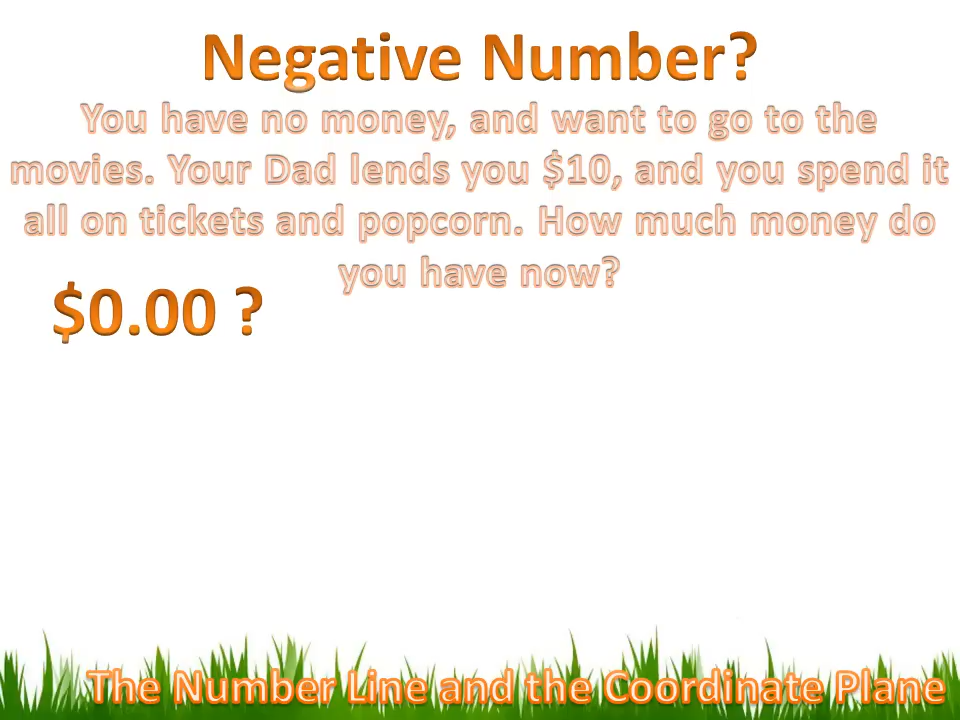 Negative Number?
You have no money, and want to go to the
movies. Your Dad lends you $10, and you spend it
all on tickets and popcorn. How much money do
you have now?
$0.00 ?
The Number Line and the Coordinate Plane